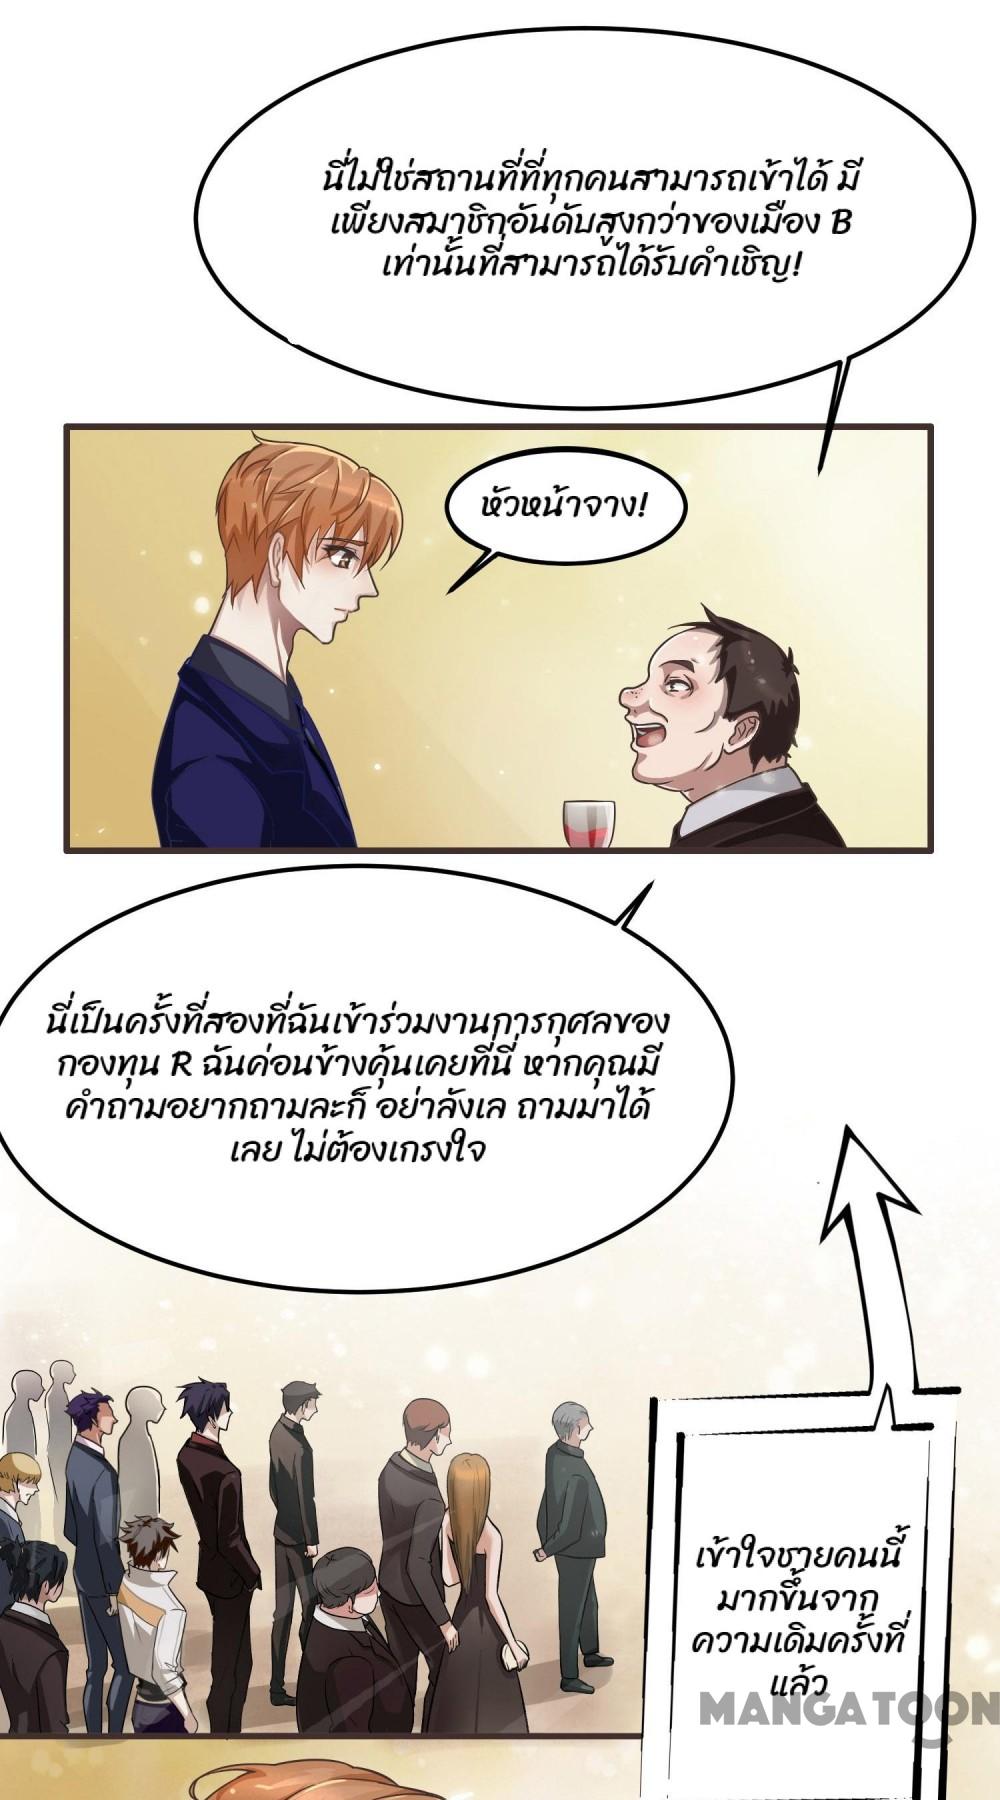 นี่ไม่ใช่สถานที่ที่ทุกคนสามารถเข้าได้ มี
เพียงสมาชิกอันดับสูงกว่าของเมือง B
เท่านั้นที่สามารถได้รับคำเชิญ!
หัวหน้าจาง!
นี่เป็นครั้งที่สองที่ฉันเข้าร่วมงานการกุศลของ
กองทุน R ฉันค่อนข้างคุ้นเคยที่นี่ หากคุณมี
คำถามอยากถามละก็ อย่าลังเล ถามมาได้
เลย ไม่ต้องเกรงใจ
เข้าใจชายคนนี้
มากขึ้นจาก
ความเดิมครั้งที่
แล้ว
MANGATOON